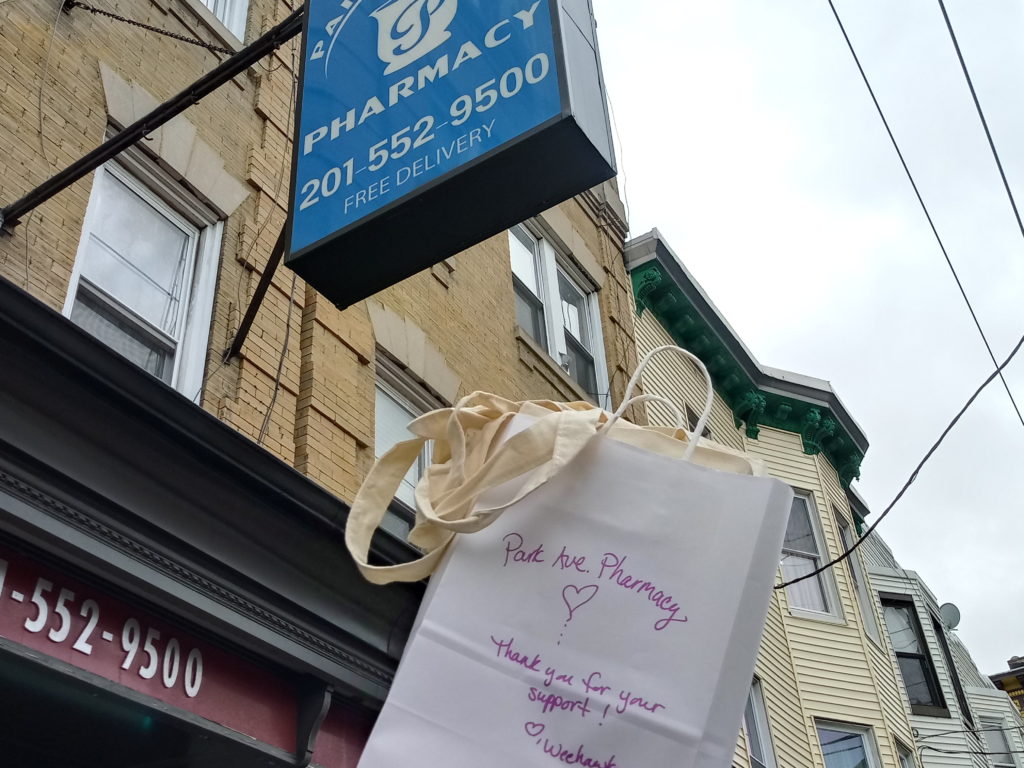 PHARMACY
201-552-9500
FREE DELIVERY
-552-9500
Park Ave. Pharmacy
Thank you for your
support!